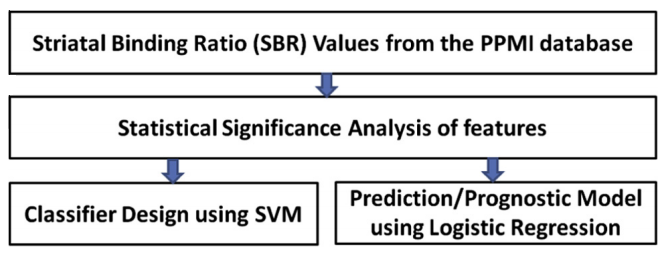 Striatal Binding Ratio (SBR) Values from the PPMI database
Statistical Significance Analysis of features
Classifier Design using SVM
Prediction/Prognostic Model
using Logistic Regression